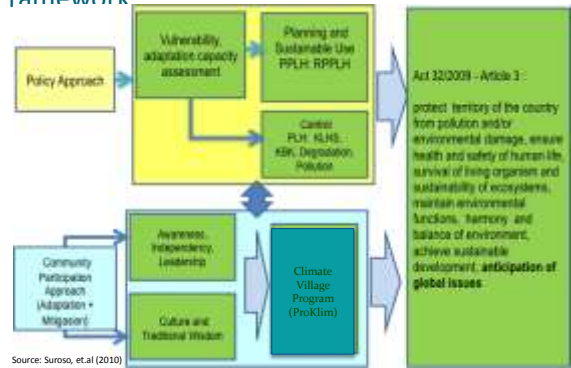 framework
Policy Approach
Vulnerability,
adaptation capacity
assessment
Planning and
Sustainable Use
PPLH: RPPLH
Control
PLH: KLHS,
KBK, Degradation,
Pollution
Act 32/2009 - Article 3 :
protect territory of the country
from pollution and/or
environmental damage, ensure
health and safety of human life,
survival of living organism and
sustainability of ecosystems,
maintain environmental
functions, harmony and
balance of environment,
achieve sustainable
development, anticipation of
global issues
Community
Participation
Approach
(Adaptation +
Mitigation)
Awareness,
Independency,
Leadership
Culture and
Traditional Wisdom
Climate
Village
Program
(ProKlim)
Source: Suroso, et.al (2010)